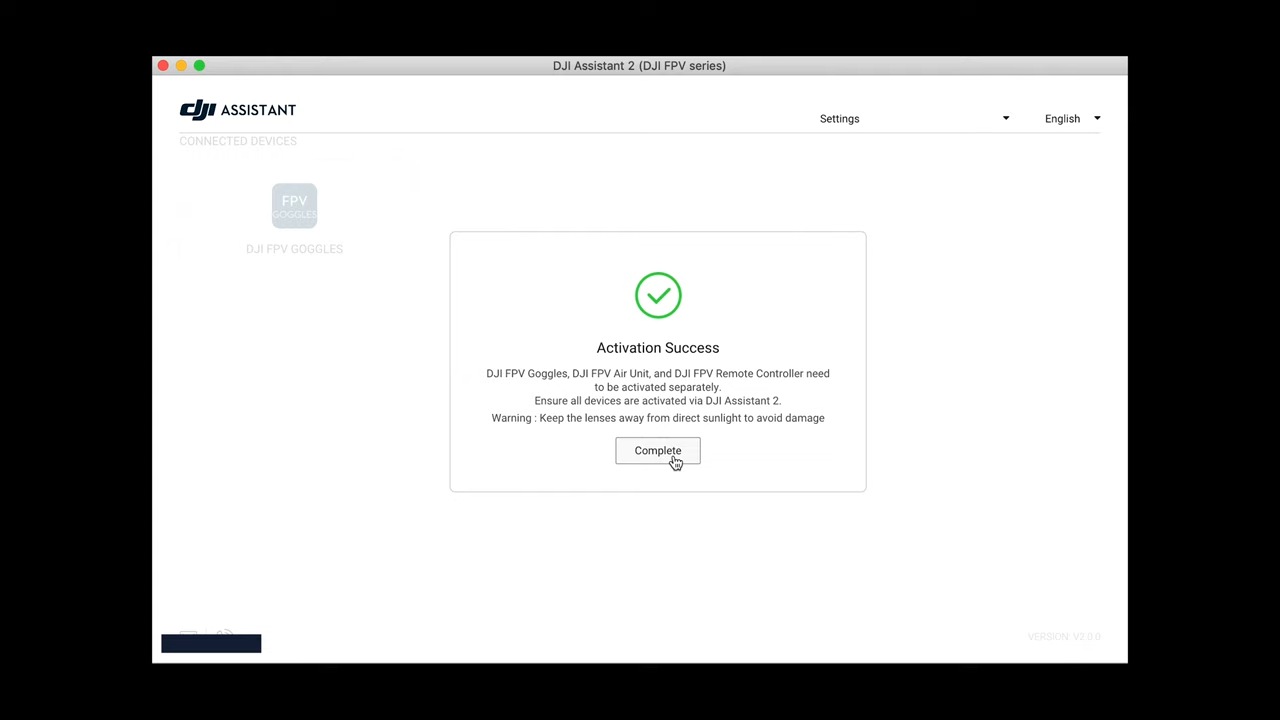 DJI Assistant 2 (DJI FPV series)
dji ASSISTANT
Settings
English
CONNECTED DEVICES
FPV
GOGGLES
DJI FPV GOGGLES
Activation Success
DJI FPV Goggles, DJI FPV Air Unit, and DJI FPV Remote Controller need
to be activated separately.
Ensure all devices are activated via DJI Assistant 2.
Warning : Keep the lenses away from direct sunlight to avoid damage
Complete
VERSION: V2.0.0